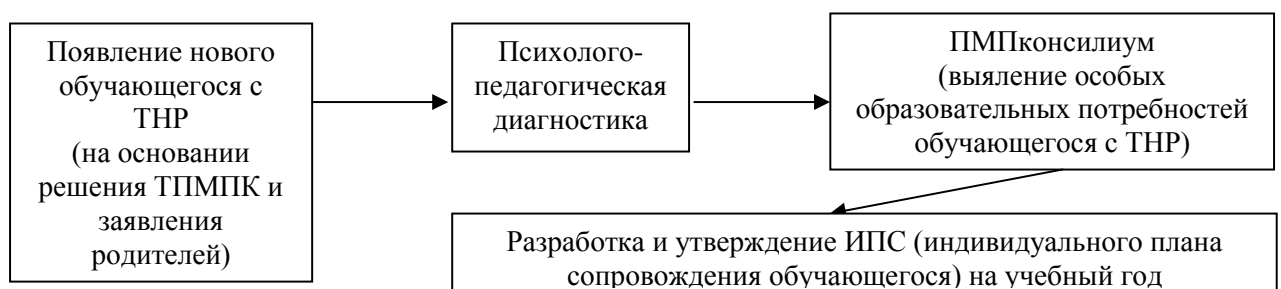 Появление нового
обучающегося с
ТНР
(на основании
решения ТПМПК и
заявления
родителей)
Психолого-
педагогическая
диагностика
ПМПконсилиум
(выяление особых
образовательных потребностей
обучающегося с ТНР)
Разработка и утверждение ИПС (индивидуального плана
сопровождения обучающегося) на учебный год